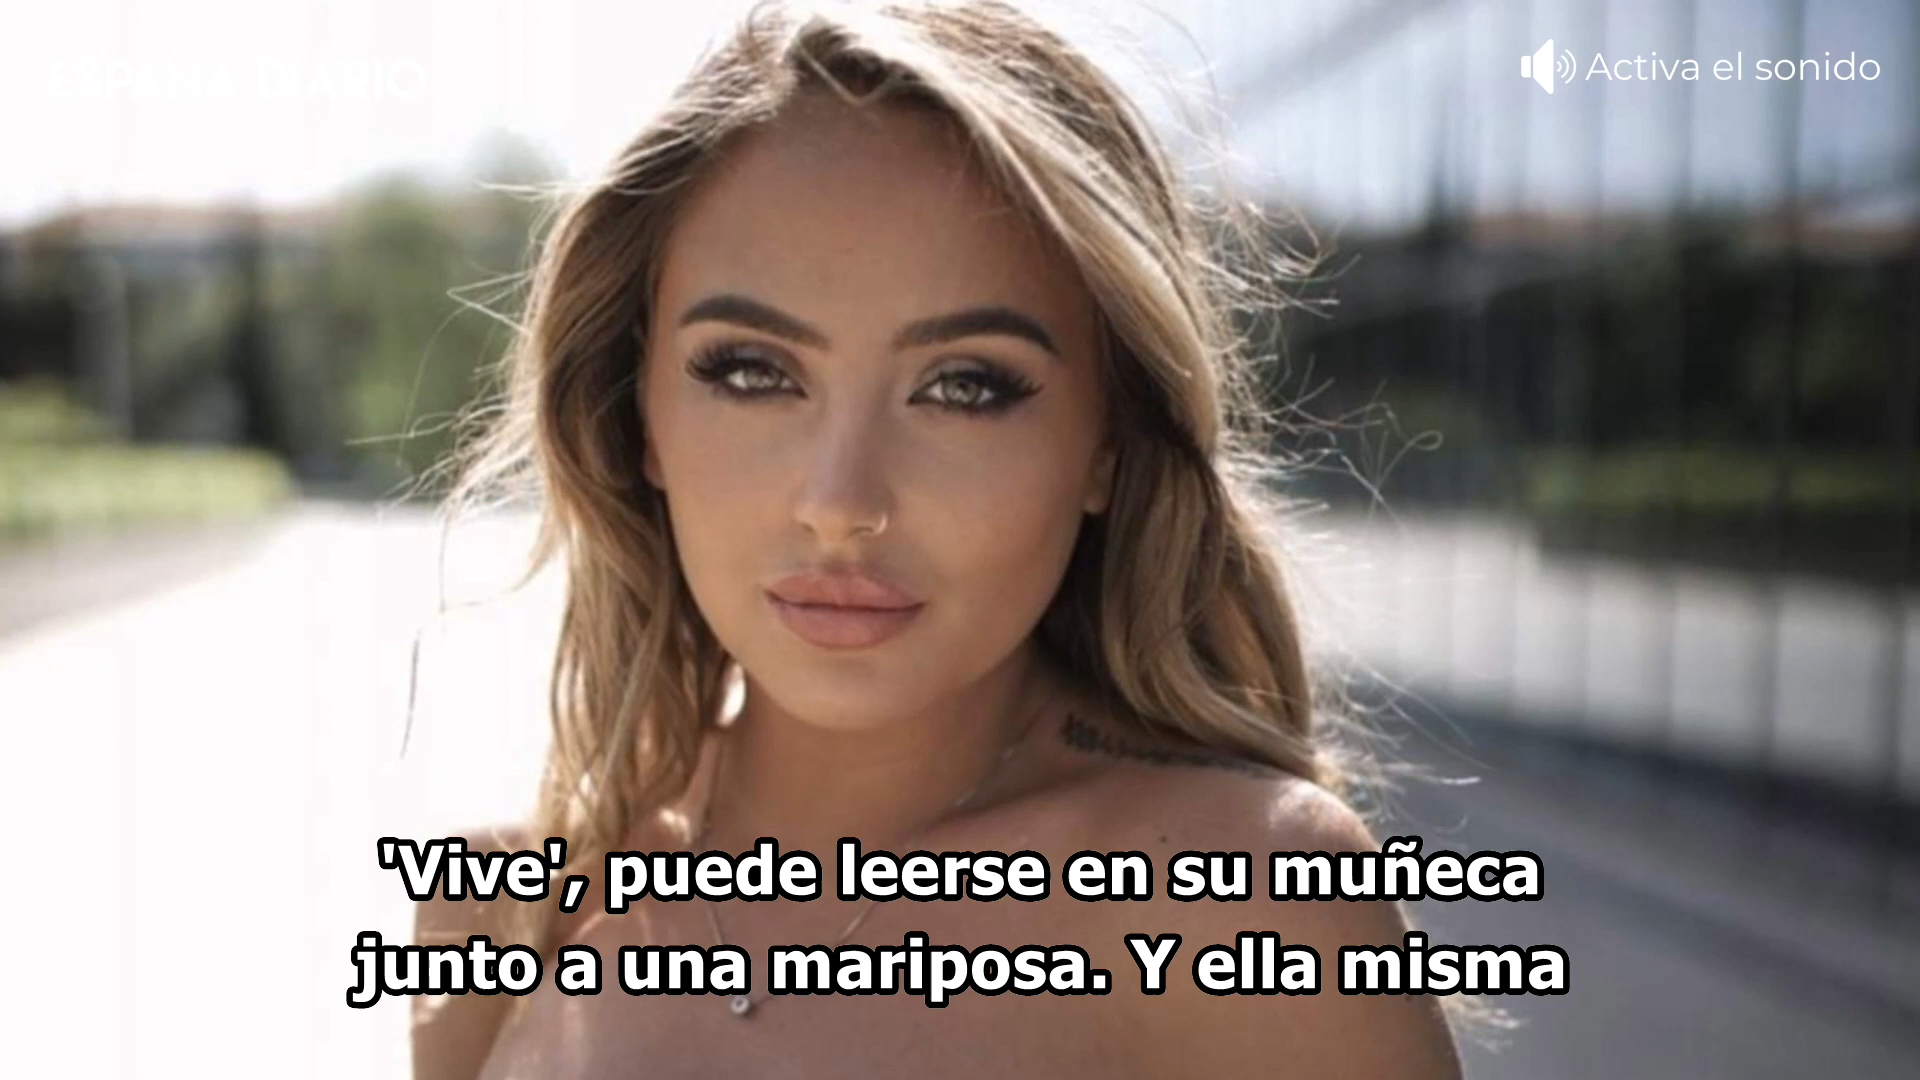 ESPAÑA DIARIO
Activa el sonido
'Vive', puede leerse en su muñeca
junto a una mariposa. Y ella misma